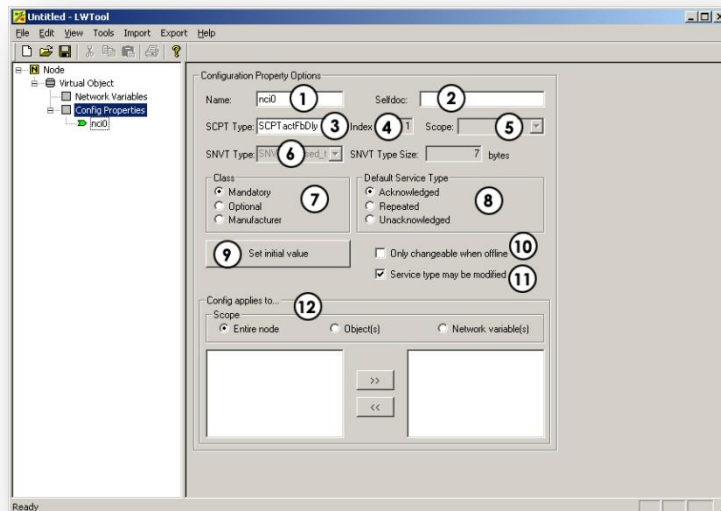 Untitled - LWTool
File Edit View Tools Import Export Help
Node
Virtual Object
Network Variables
Config Properties
nci0
Configuration Property Options
Name: nci0 1 Selfdoc: 2
SCPT Type: SCPTactFbDly 3 Index 4 1 Scope: 5
SNVT Type: 6 SNVT Type Size: 7 bytes
Class
Mandatory
Optional
Manufacturer
7
Default Service Type
Acknowledged
Repeated
Unacknowledged
8
9 Set initial value
Only changeable when offline 10
Service type may be modified 11
Config applies to... 12
Scope
Entire node Object(s) Network variable(s)
>>
<<
Ready